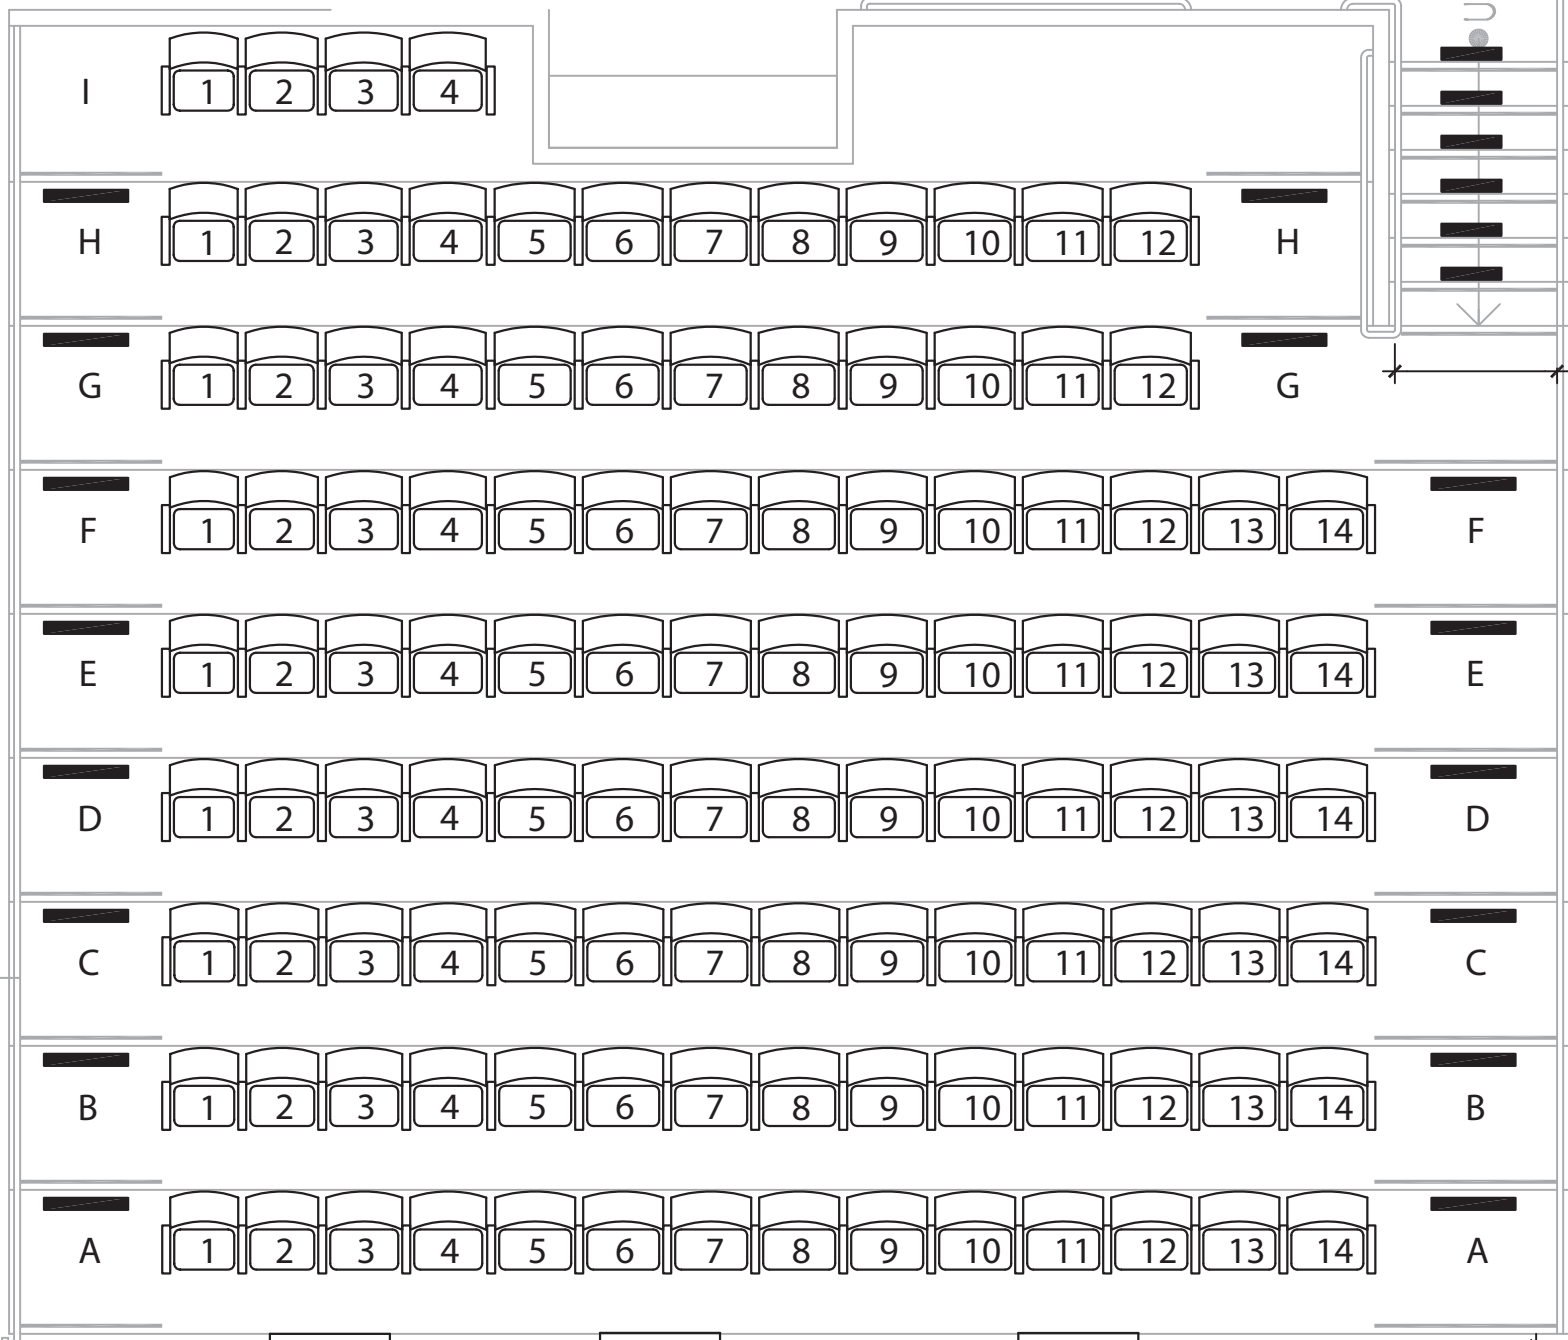 U
I 1 2 3 4
H 1 2 3 4 5 6 7 8 9 10 11 12 H
G 1 2 3 4 5 6 7 8 9 10 11 12 G
F 1 2 3 4 5 6 7 8 9 10 11 12 13 14 F
E 1 2 3 4 5 6 7 8 9 10 11 12 13 14 E
D 1 2 3 4 5 6 7 8 9 10 11 12 13 14 D
C 1 2 3 4 5 6 7 8 9 10 11 12 13 14 C
B 1 2 3 4 5 6 7 8 9 10 11 12 13 14 B
A 1 2 3 4 5 6 7 8 9 10 11 12 13 14 A